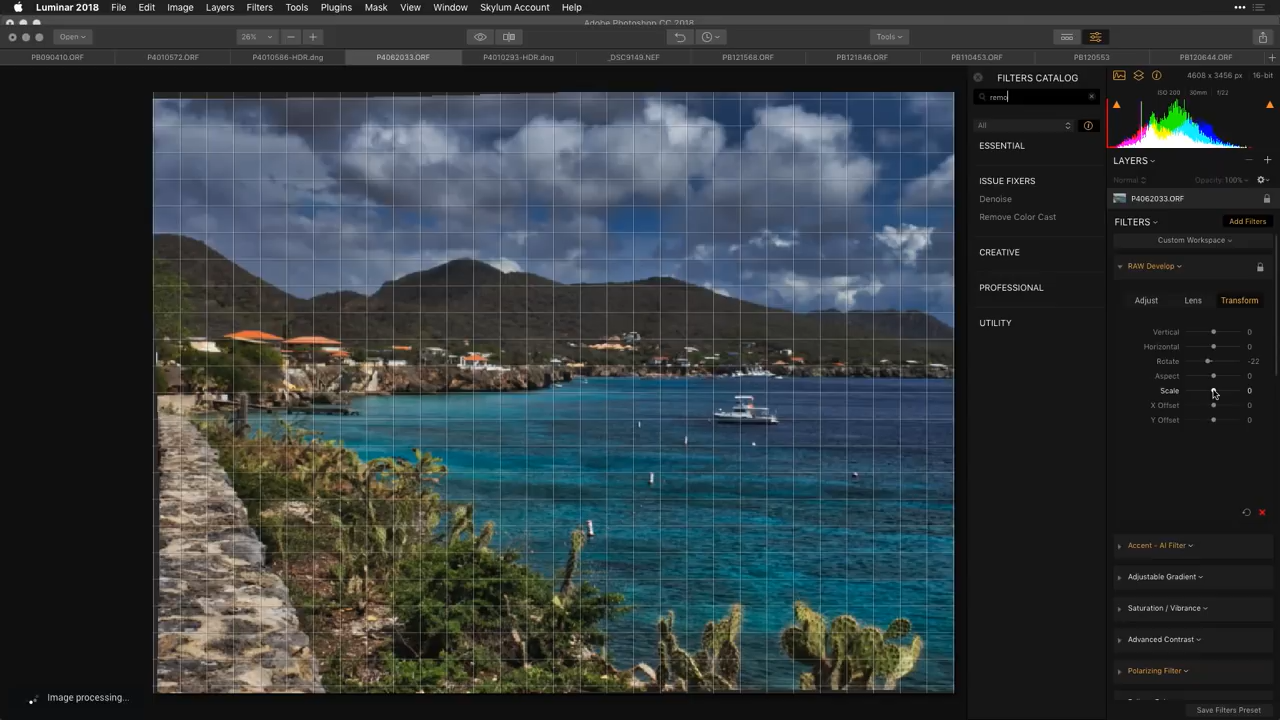 Luminar 2018 File Edit Image Layers Filters Tools Plugins Mask View Window Skylum Account Help
Adobe Photoshop CC 2018
Open 26% Tools
PB090410.ORF P4010572.ORF P4010586-HDR.dng P4062033.ORF P4010293-HDR.dng _DSC9149.NEF PB121568.ORF PB121846.ORF PB110453.ORF PB120553 PB120644.ORF
FILTERS CATALOG
remo
All
ESSENTIAL
ISSUE FIXERS
Denoise
Remove Color Cast
CREATIVE
PROFESSIONAL
UTILITY
4608 x 3456 px 16-bit
ISO 200 30mm f/22
LAYERS
Normal Opacity: 100%
P4062033.ORF
FILTERS Add Filters
Custom Workspace
RAW Develop
Adjust Lens Transform
Vertical 0
Horizontal 0
Rotate -22
Aspect 0
Scale 0
X Offset 0
Y Offset 0
Accent - AI Filter
Adjustable Gradient
Saturation / Vibrance
Advanced Contrast
Polarizing Filter
Save Filters Preset
Image processing...